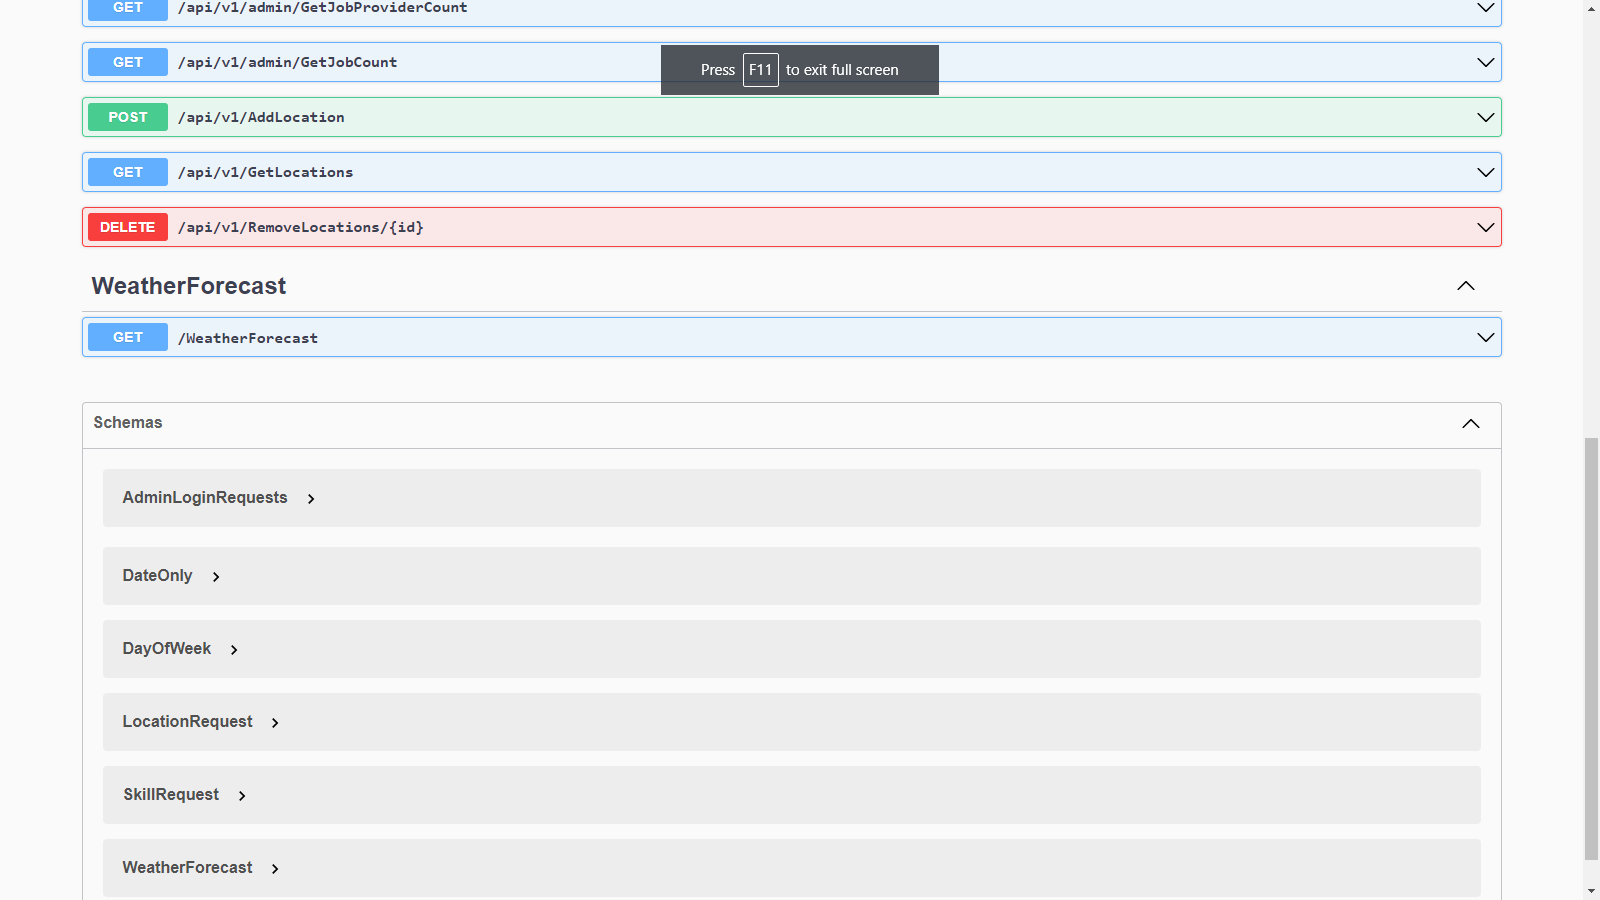 GET /api/v1/admin/GetJobProviderCount
GET /api/v1/admin/GetJobCount
Press F11 to exit full screen
POST /api/v1/AddLocation
GET /api/v1/GetLocations
DELETE /api/v1/RemoveLocations/{id}
WeatherForecast
GET /WeatherForecast
Schemas
AdminLoginRequests
DateOnly
DayOfWeek
LocationRequest
SkillRequest
WeatherForecast